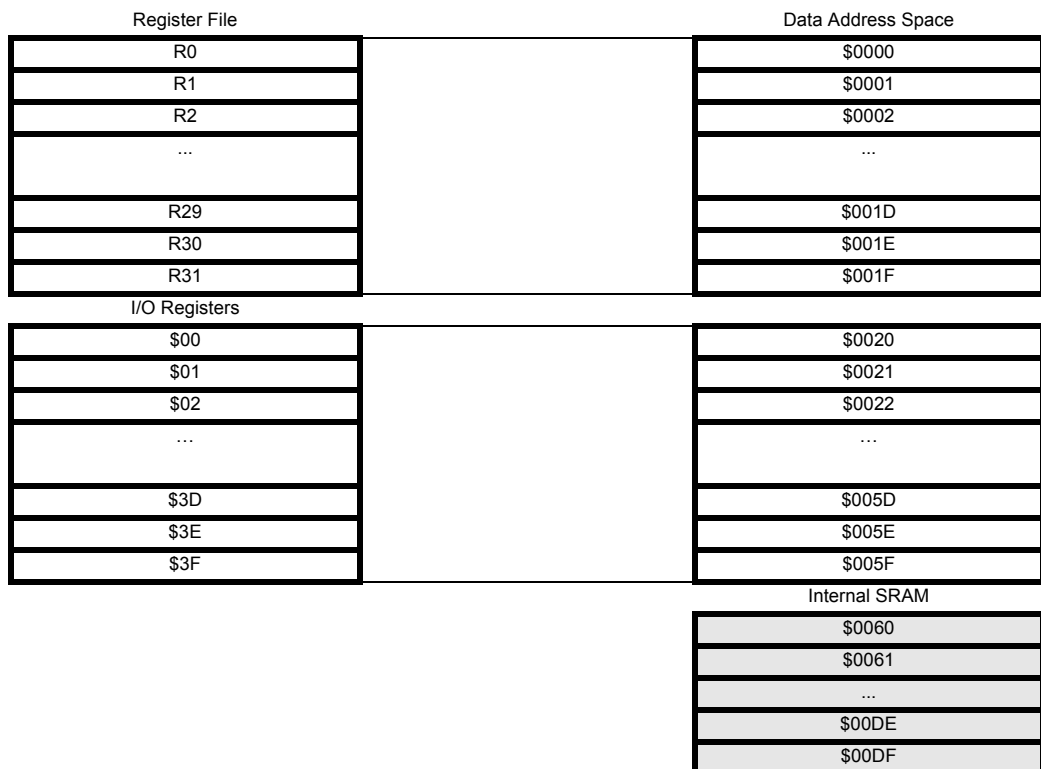 Register File Data Address Space
R0 $0000
R1 $0001
R2 $0002
... ...
R29 $001D
R30 $001E
R31 $001F
I/O Registers
$00 $0020
$01 $0021
$02 $0022
… …
$3D $005D
$3E $005E
$3F $005F
Internal SRAM
$0060
$0061
...
$00DE
$00DF